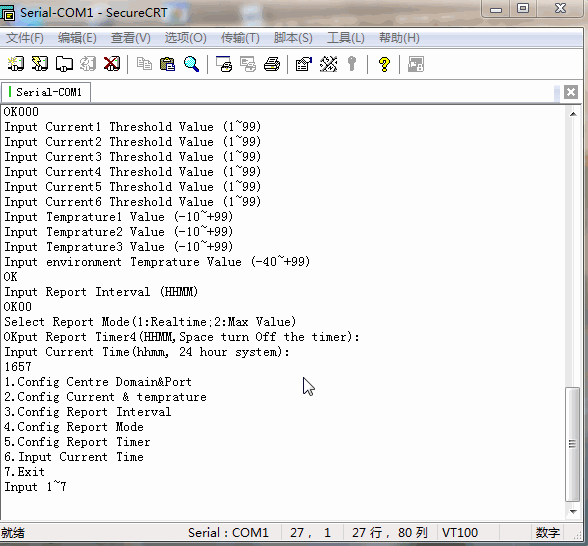 Serial-COM1 - SecureCRT
文件(F) 编辑(E) 查看(V) 选项(O) 传输(T) 脚本(S) 工具(L) 帮助(H)
Serial-COM1
OK000
Input Current1 Threshold Value (1~99)
Input Current2 Threshold Value (1~99)
Input Current3 Threshold Value (1~99)
Input Current4 Threshold Value (1~99)
Input Current5 Threshold Value (1~99)
Input Current6 Threshold Value (1~99)
Input Temprature1 Value (-10~+99)
Input Temprature2 Value (-10~+99)
Input Temprature3 Value (-10~+99)
Input environment Temprature Value (-40~+99)
OK
Input Report Interval (HHMM)
OK00
Select Report Mode(1:Realtime;2:Max Value)
OKput Report Timer4(HHMM,Space turn Off the timer):
Input Current Time(hhmm, 24 hour system):
1657
1.Config Centre Domain&Port
2.Config Current & temprature
3.Config Report Interval
4.Config Report Mode
5.Config Report Timer
6.Input Current Time
7.Exit
Input 1~7
就绪 Serial：COM1 27， 1 27 行，80 列 VT100 数字